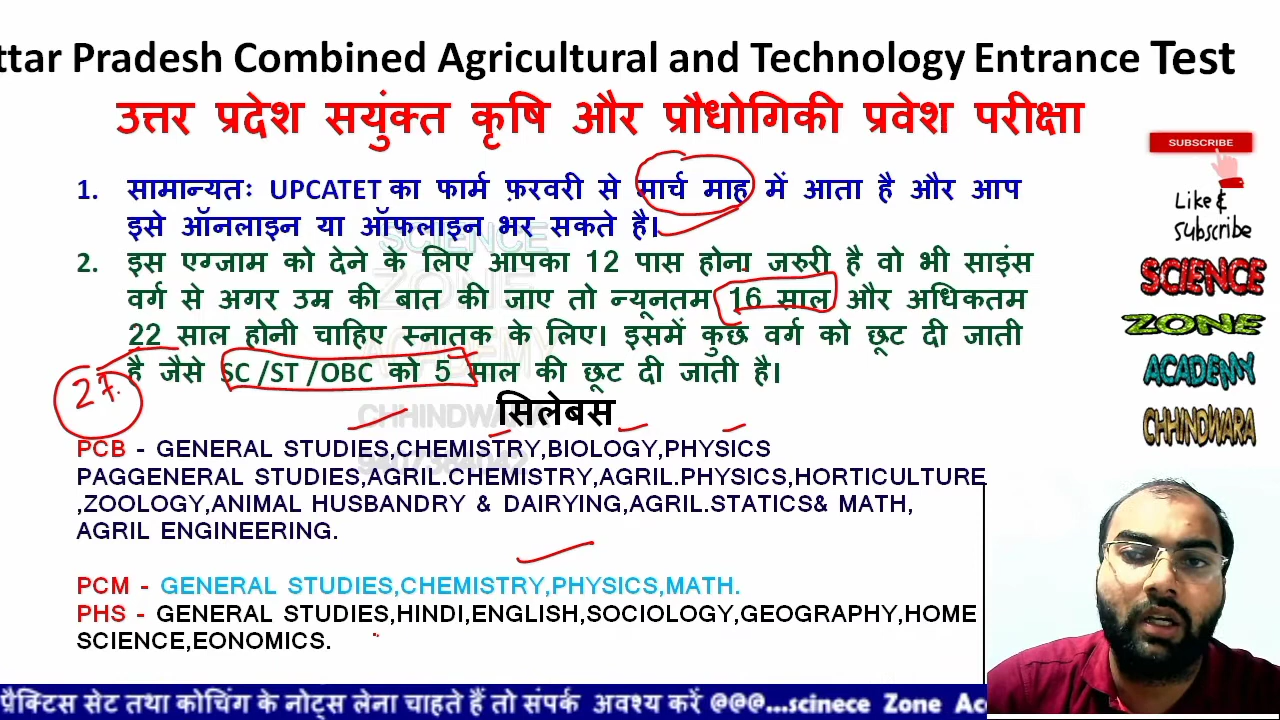 ttar Pradesh Combined Agricultural and Technology Entrance Test
उत्तर प्रदेश सयुंक्त कृषि और प्रौधोगिकी प्रवेश परीक्षा
1. सामान्यतः UPCATET का फार्म फ़रवरी से मार्च माह में आता है और आप
इसे ऑनलाइन या ऑफलाइन भर सकते है।
2. इस एग्जाम को देने के लिए आपका 12 पास होना जरुरी है वो भी साइंस
वर्ग से अगर उम्र की बात की जाए तो न्यूनतम 16 साल और अधिकतम
22 साल होनी चाहिए स्नातक के लिए। इसमें कुछ वर्ग को छूट दी जाती
है जैसे SC /ST /OBC को 5 साल की छूट दी जाती है।
27
सिलेबस
PCB - GENERAL STUDIES,CHEMISTRY,BIOLOGY,PHYSICS
PAGGENERAL STUDIES,AGRIL.CHEMISTRY,AGRIL.PHYSICS,HORTICULTURE
,ZOOLOGY,ANIMAL HUSBANDRY & DAIRYING,AGRIL.STATICS& MATH,
AGRIL ENGINEERING.
PCM - GENERAL STUDIES,CHEMISTRY,PHYSICS,MATH.
PHS - GENERAL STUDIES,HINDI,ENGLISH,SOCIOLOGY,GEOGRAPHY,HOME
SCIENCE,EONOMICS.
SCIENCE
ZONE
ACADEMY
CHHINDWARA
SUBSCRIBE
Like &
Subscribe
SCIENCE
ZONE
ACADEMY
CHHINDWARA
प्रैक्टिस सेट तथा कोचिंग के नोट्स लेना चाहते हैं तो संपर्क अवश्य करें @@@...scinece Zone Ac